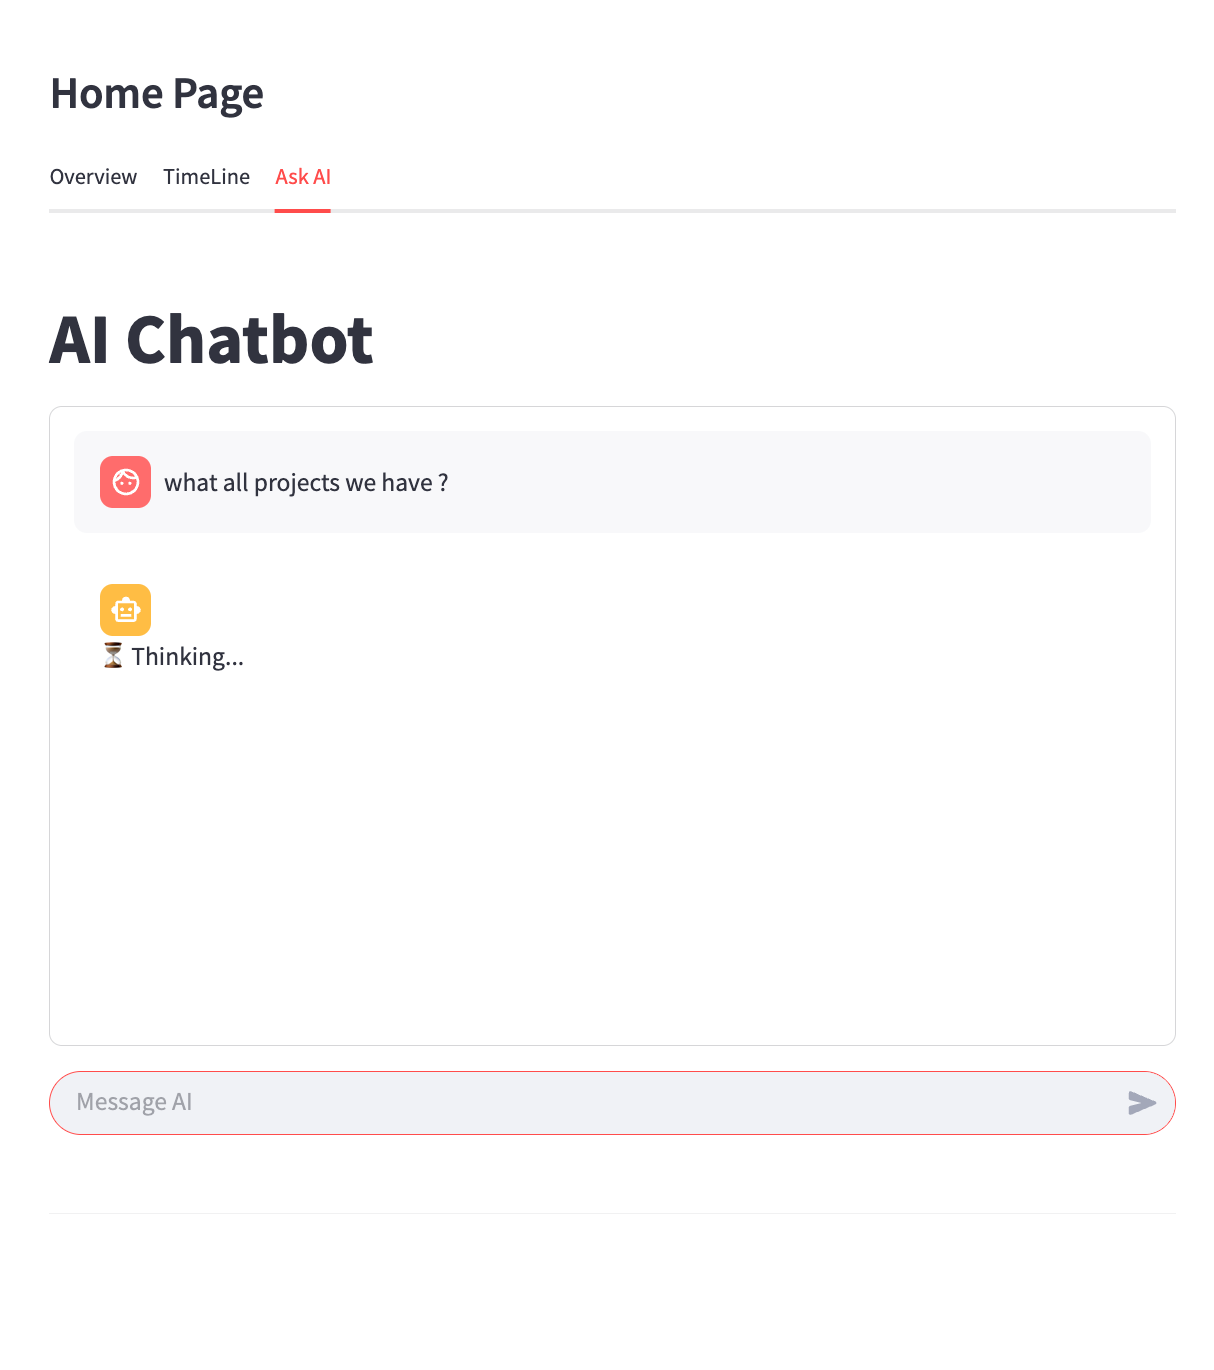 Home Page
Overview TimeLine Ask AI
AI Chatbot
what all projects we have ?
⏳ Thinking...
Message AI